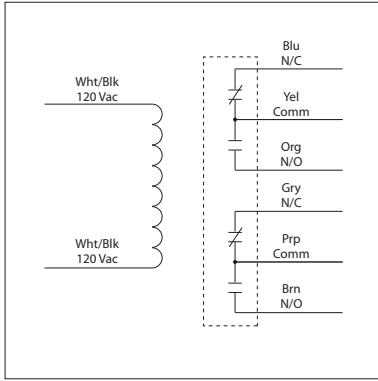 Blu
N/C
Wht/Blk
120 Vac
Yel
Comm
Org
N/O
Gry
N/C
Wht/Blk
120 Vac
Prp
Comm
Brn
N/O